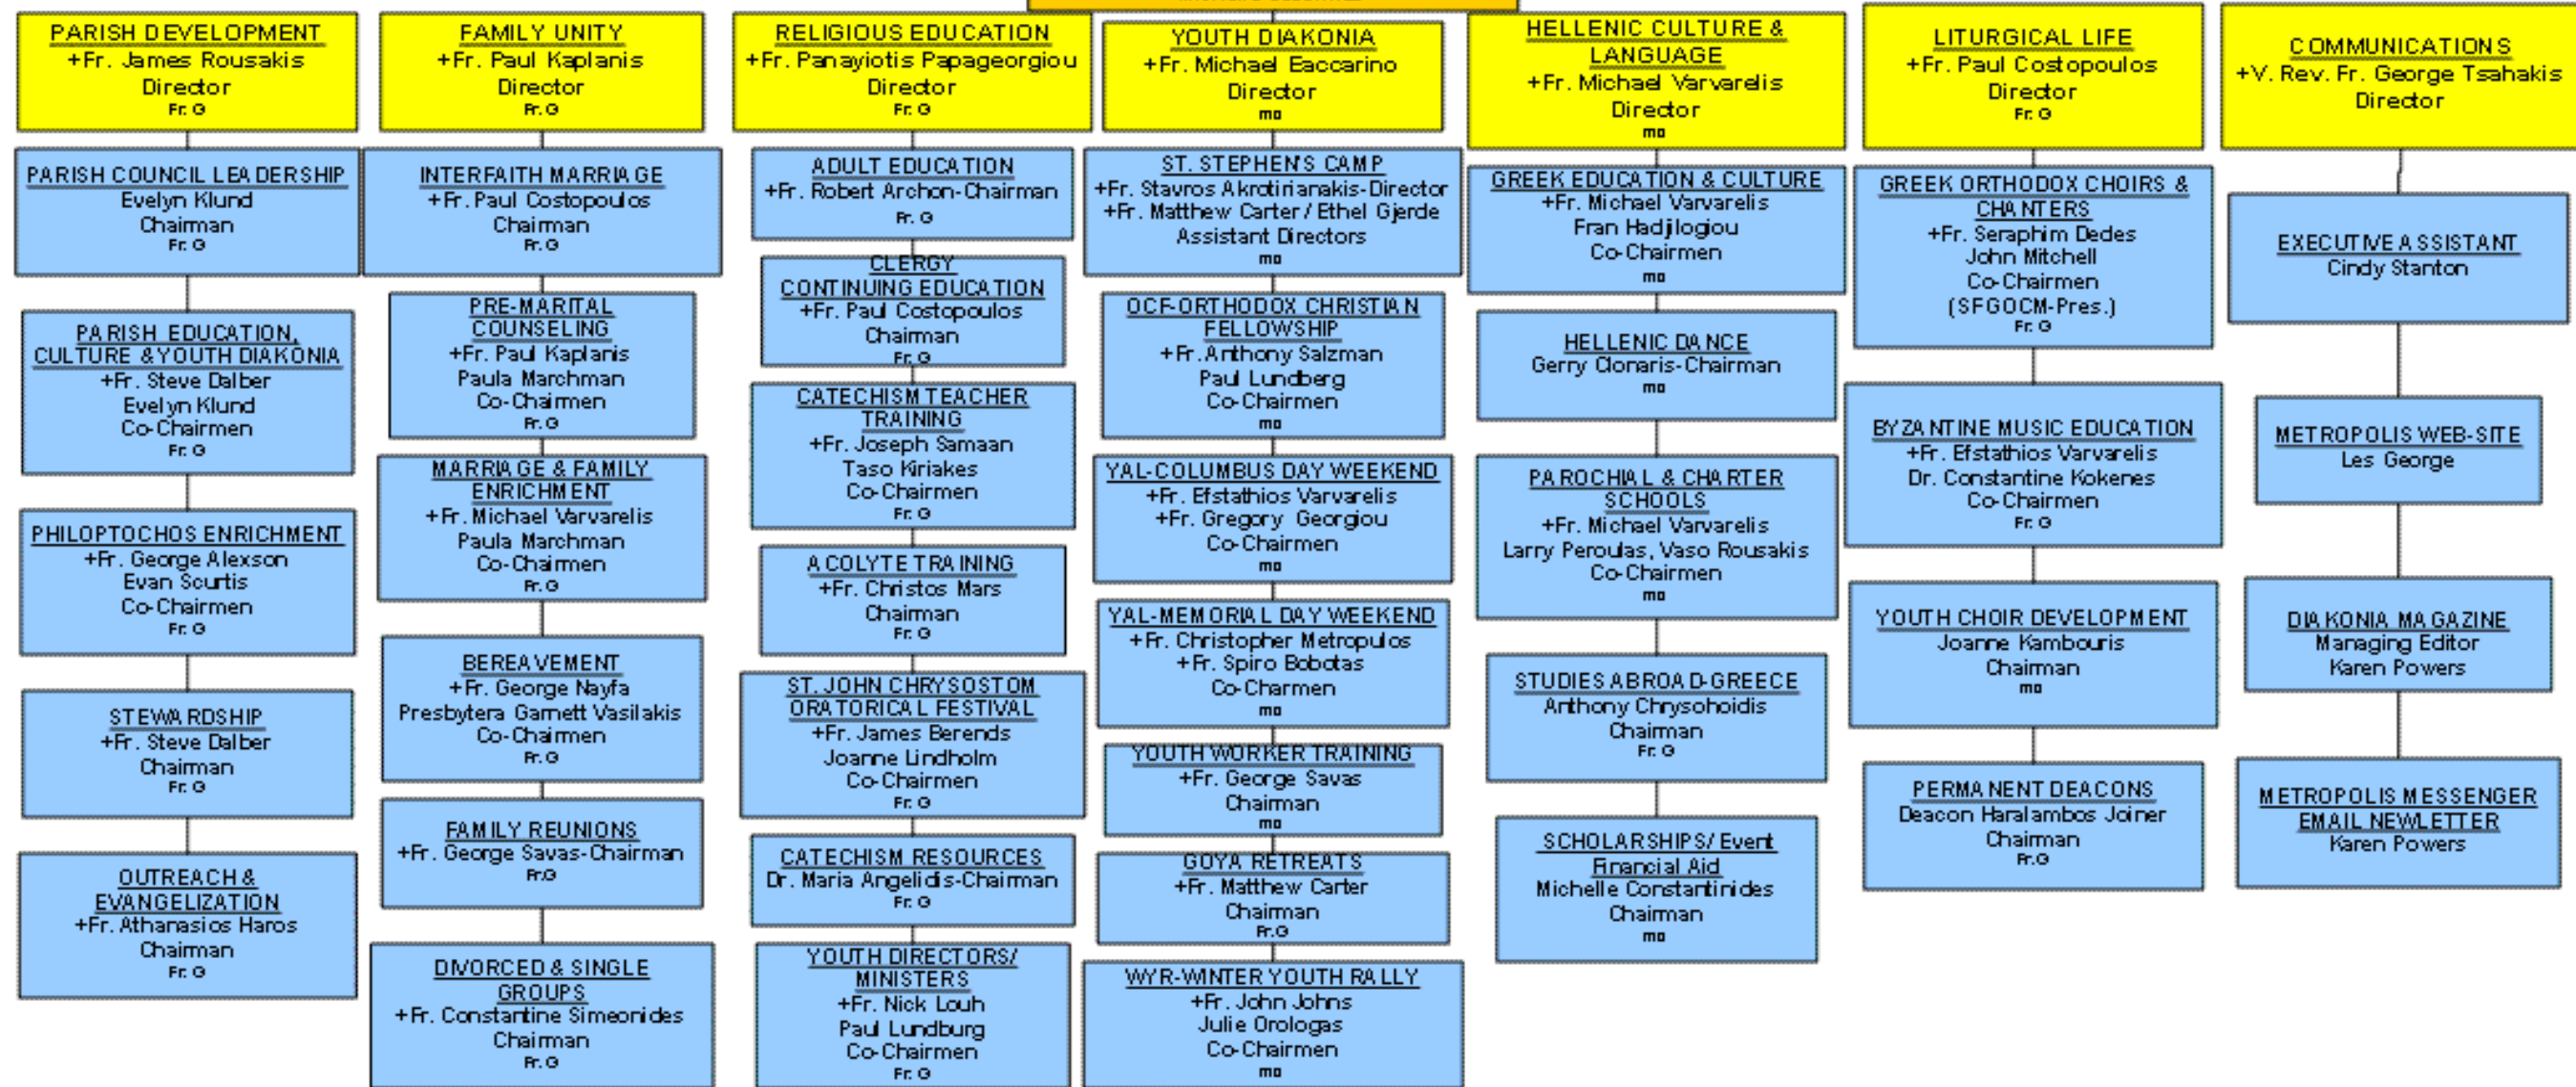 PARISH DEVELOPMENT
+Fr. James Rousakis
Director
Fr. G
PARISH COUNCIL LEADERSHIP
Evelyn Klund
Chairman
Fr. G
PARISH EDUCATION,
CULTURE & YOUTH DIAKONIA
+Fr. Steve Dalber
Evelyn Klund
Co-Chairmen
Fr. G
PHILOPTOCHOS ENRICHMENT
+Fr. George Alexson
Evan Scurtis
Co-Chairmen
Fr. G
STEWARDSHIP
+Fr. Steve Dalber
Chairman
Fr. G
OUTREACH &
EVANGELIZATION
+Fr. Athanasios Haros
Chairman
Fr. G
FAMILY UNITY
+Fr. Paul Kaplanis
Director
Fr. G
INTERFAITH MARRIAGE
+Fr. Paul Costopoulos
Chairman
Fr. G
PRE-MARITAL
COUNSELING
+Fr. Paul Kaplanis
Paula Marchman
Co-Chairmen
Fr. G
MARRIAGE & FAMILY
ENRICHMENT
+Fr. Michael Varvarelis
Paula Marchman
Co-Chairmen
Fr. G
BEREAVEMENT
+Fr. George Nayfa
Presbytera Garnett Vasilakis
Co-Chairmen
Fr. G
FAMILY REUNIONS
+Fr. George Savas-Chairman
Fr.G
DIVORCED & SINGLE
GROUPS
+Fr. Constantine Simeonides
Chairman
Fr. G
RELIGIOUS EDUCATION
+Fr. Panayiotis Papageorgiou
Director
Fr. G
ADULT EDUCATION
+Fr. Robert Archon-Chairman
Fr. G
CLERGY
CONTINUING EDUCATION
+Fr. Paul Costopoulos
Chairman
Fr. G
CATECHISM TEACHER
TRAINING
+Fr. Joseph Samaan
Taso Kiriakes
Co-Chairmen
Fr. G
ACOLYTE TRAINING
+Fr. Christos Mars
Chairman
Fr. G
ST. JOHN CHRYSOSTOM
ORATORICAL FESTIVAL
+Fr. James Berends
Joanne Lindholm
Co-Chairmen
Fr. G
CATECHISM RESOURCES
Dr. Maria Angelidis-Chairman
Fr. G
YOUTH DIRECTORS/
MINISTERS
+Fr. Nick Louh
Paul Lundburg
Co-Chairmen
Fr. G
YOUTH DIAKONIA
+Fr. Michael Eaccarino
Director
mg
ST. STEPHEN'S CAMP
+Fr. Stavros Akrotirianakis-Director
+Fr. Matthew Carter / Ethel Gjerde
Assistant Directors
mg
OCF-ORTHODOX CHRISTIAN
FELLOWSHIP
+Fr. Anthony Salzman
Paul Lundberg
Co-Chairmen
mg
YAL-COLUMBUS DAY WEEKEND
+Fr. Efstathios Varvarelis
+Fr. Gregory Georgiou
Co-Chairmen
mg
YAL-MEMORIAL DAY WEEKEND
+Fr. Christopher Metropulos
+Fr. Spiro Bobotas
Co-Charmen
mg
YOUTH WORKER TRAINING
+Fr. George Savas
Chairman
mg
GOYA RETREATS
+Fr. Matthew Carter
Chairman
Fr.G
WYR-WINTER YOUTH RALLY
+Fr. John Johns
Julie Orologas
Co-Chairmen
mg
HELLENIC CULTURE &
LANGUAGE
+Fr. Michael Varvarelis
Director
mg
GREEK EDUCATION & CULTURE
+Fr. Michael Varvarelis
Fran Hadjilogiou
Co-Chairmen
mg
HELLENIC DANCE
Gerry Clonaris-Chairman
mg
PAROCHIAL & CHARTER
SCHOOLS
+Fr. Michael Varvarelis
Larry Peroulas, Vaso Rousakis
Co-Chairmen
mg
STUDIES ABROAD-GREECE
Anthony Chrysohoidis
Chairman
Fr. G
SCHOLARSHIPS/ Event
Financial Aid
Michelle Constantinides
Chairman
mg
LITURGICAL LIFE
+Fr. Paul Costopoulos
Director
Fr. G
GREEK ORTHODOX CHOIRS &
CHANTERS
+Fr. Seraphim Dedes
John Mitchell
Co-Chairmen
(SFGOCM-Pres.)
Fr. G
BYZANTINE MUSIC EDUCATION
+Fr. Efstathios Varvarelis
Dr. Constantine Kokenes
Co-Chairmen
Fr. G
YOUTH CHOIR DEVELOPMENT
Joanne Kambouris
Chairman
mg
PERMANENT DEACONS
Deacon Haralambos Joiner
Chairman
Fr.G
COMMUNICATIONS
+V. Rev. Fr. George Tsahakis
Director
EXECUTIVE ASSISTANT
Cindy Stanton
METROPOLIS WEB-SITE
Les George
DIAKONIA MAGAZINE
Managing Editor
Karen Powers
METROPOLIS MESSENGER
EMAIL NEWLETTER
Karen Powers